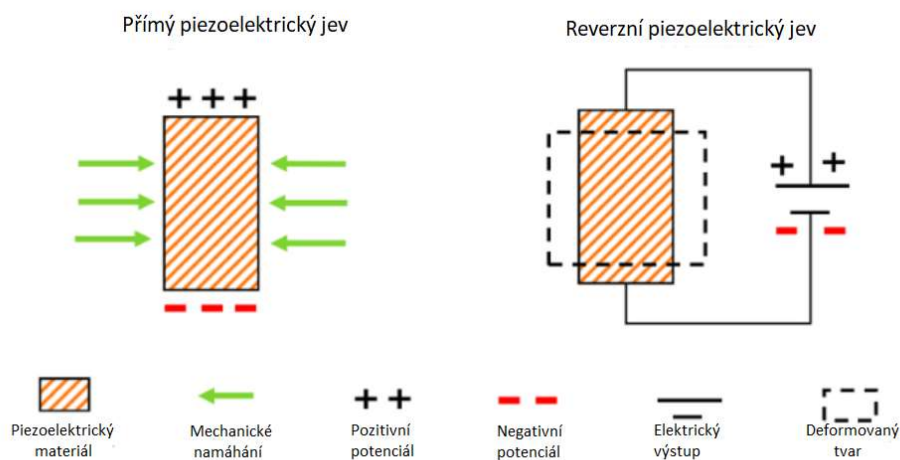 Přímý piezoelektrický jev
Reverzní piezoelektrický jev
Piezoelektrický
materiál
Mechanické
namáhání
Pozitivní
potenciál
Negativní
potenciál
Elektrický
výstup
Deformovaný
tvar